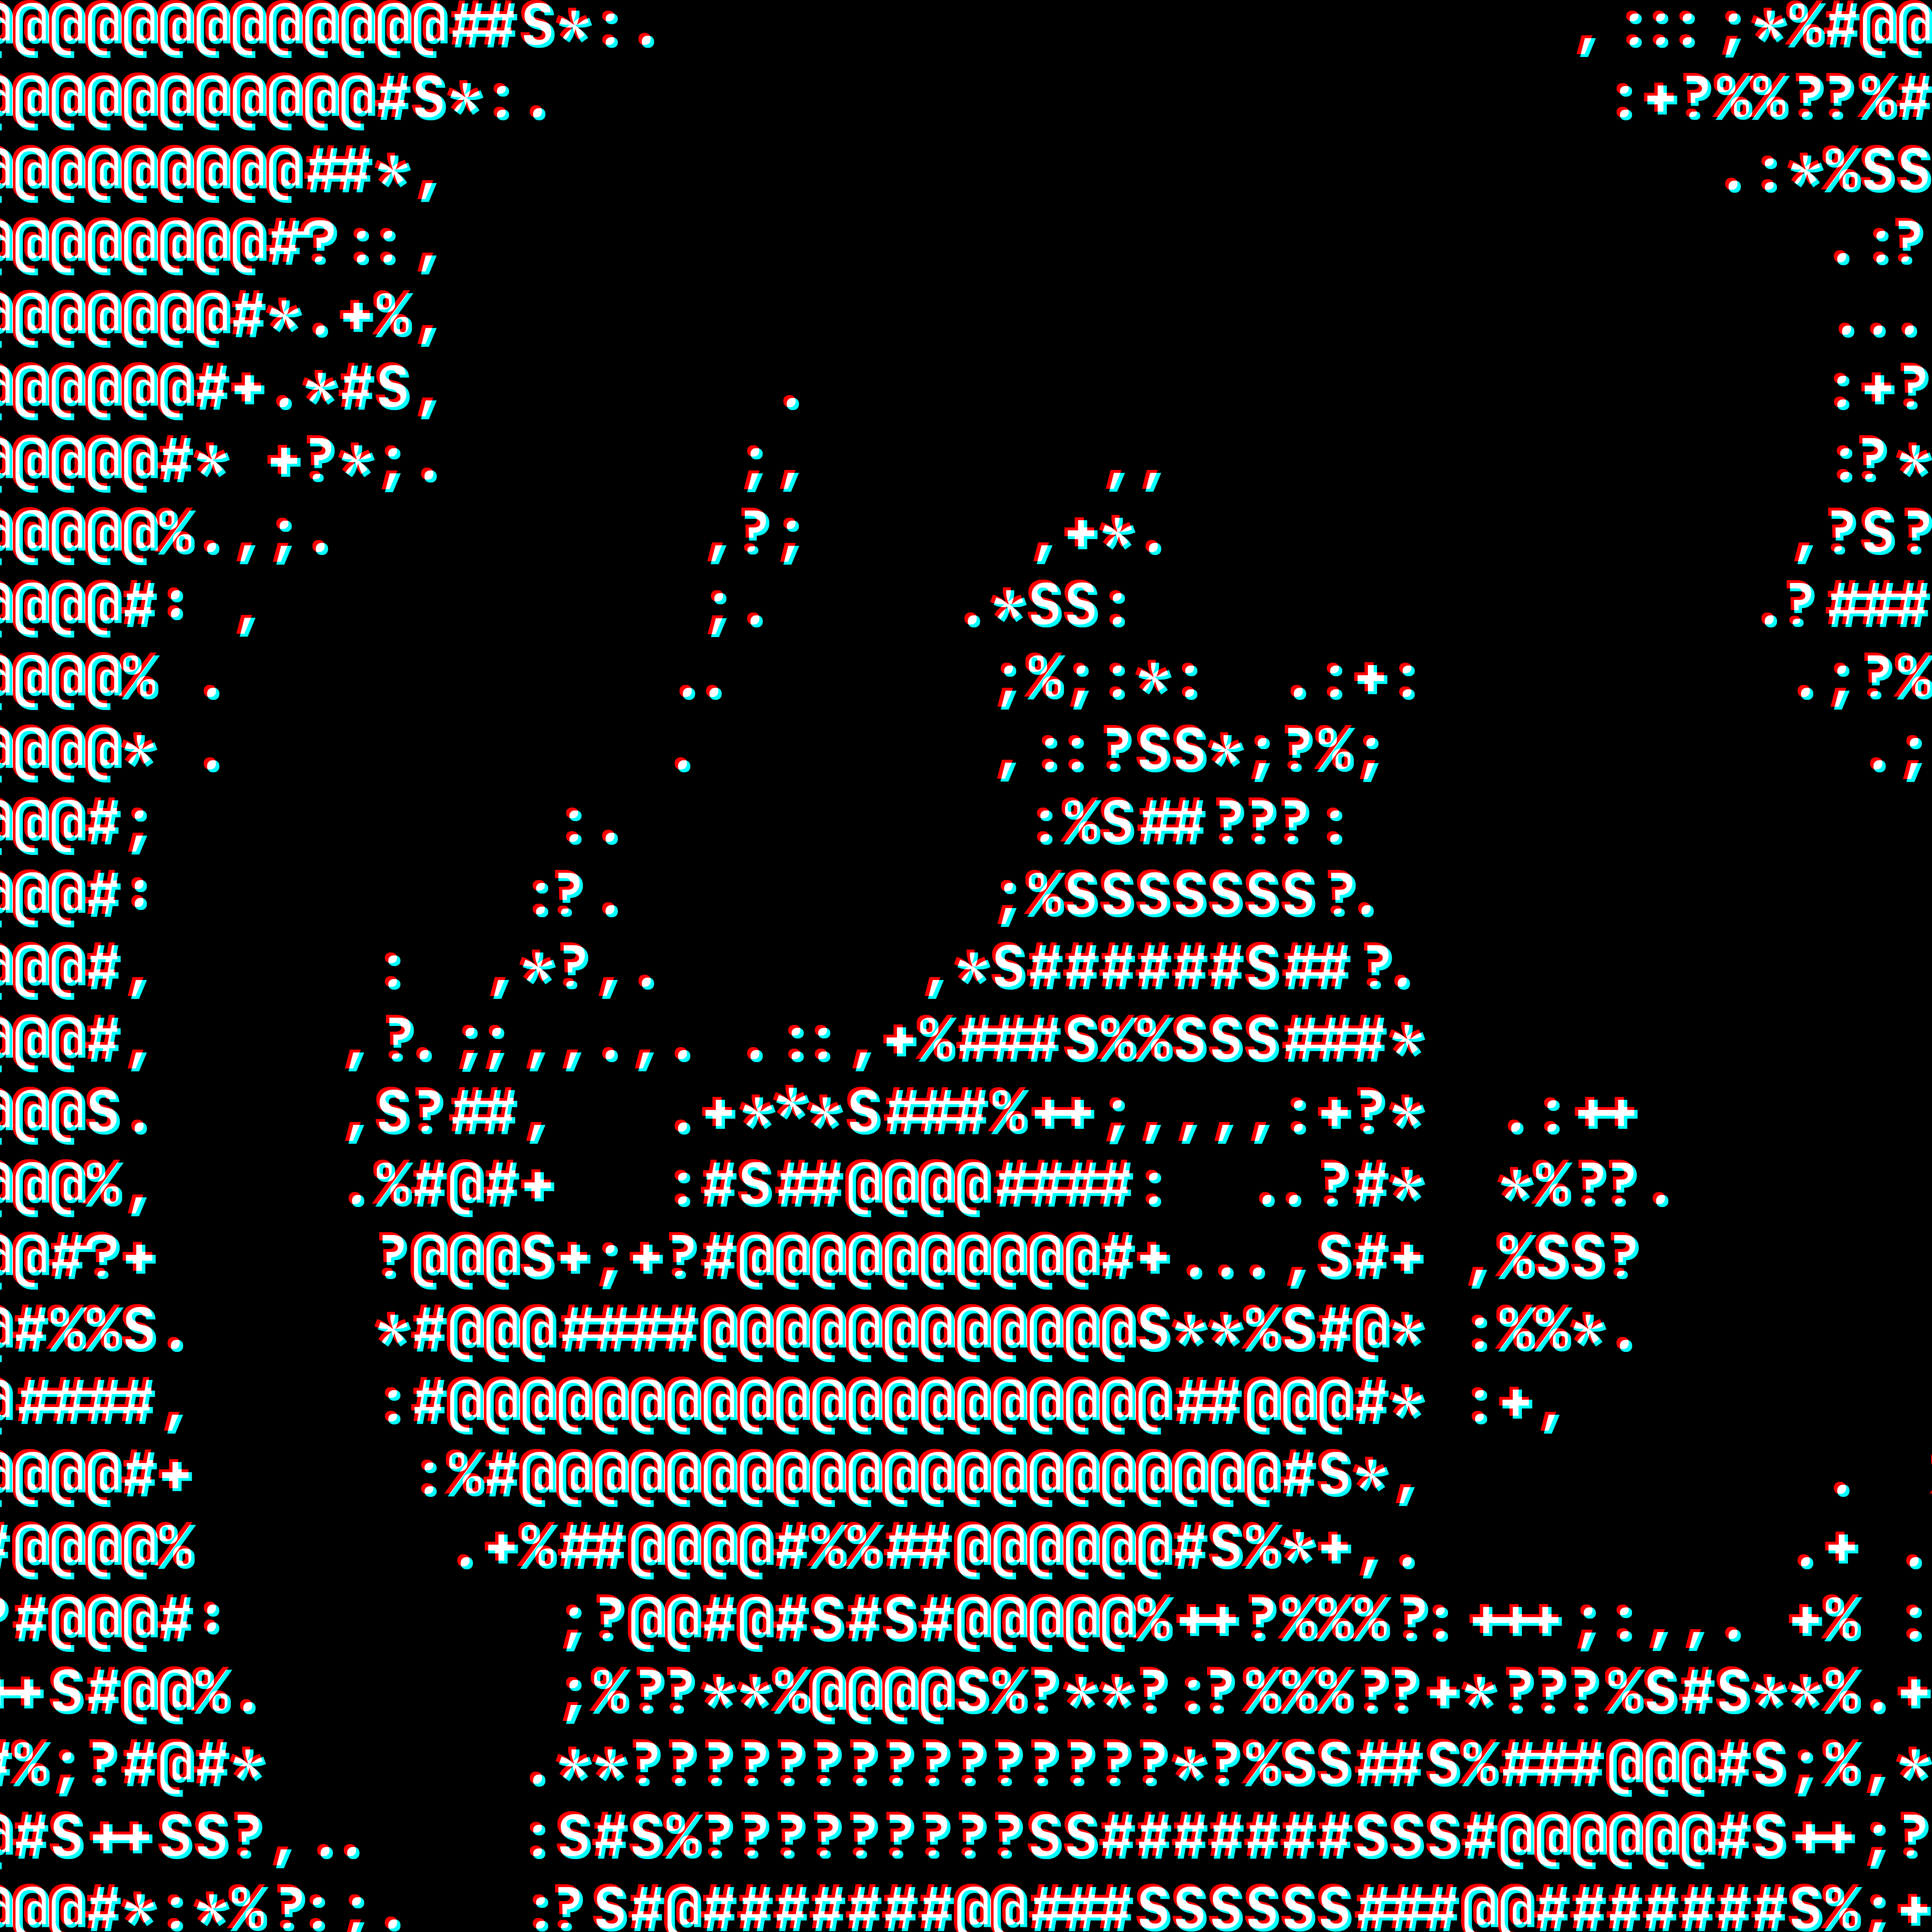 @@@@@@@@@@@@@##S*:.                         ,:::;*%#@@
@@@@@@@@@@@#S*:.                             :+?%%??%#
@@@@@@@@@##*,                                   .:*%SS
@@@@@@@@#?::,                                      .:?
@@@@@@@#*.+%,                                      ...
@@@@@@#+.*#S,         .                            :+?
@@@@@#* +?*;.        ;,        ,,                  :?*
@@@@@%.,;.          ,?;      ,+*.                 ,?S?
@@@@#: ,            ;.     .*SS:                 .?###
@@@@% .            ..       ;%;:*:  .:+:          .;?%
@@@@* .            .        ,::?SS*;?%;             .;
@@@#;           :.           :%S##???:
@@@#:          :?.          ;%SSSSSSS?.
@@@#,      :  ,*?,.       ,*S######S##?.
@@@#,     ,?.;;,,.,. .::,+%###S%%SSS###*
@@@S.     ,S?##,   .+***S###%++;,,,,:+?*  .:++
@@@%,     .%#@#+   :#S##@@@@####:  ..?#*  *%??.
@@#?+      ?@@@S+;+?#@@@@@@@@@@#+...,S#+ ,%SS?
@#%%S.     *#@@@####@@@@@@@@@@@@S**%S#@* :%%*.
@####,     :#@@@@@@@@@@@@@@@@@@@@##@@@#* :+,
@@@@#+      :%#@@@@@@@@@@@@@@@@@@@@@#S*,           .
#@@@@%       .+%##@@@@#%%##@@@@@@#S%*+,.          .+ .
?#@@@#:         ;?@@#@#S#S#@@@@@%++?%%%?:+++;:,,. +% :
++S#@@%.        ;%??**%@@@@S%?**?:?%%%??+*???%S#S**%.+
#%;?#@#*       .**???????????????*?%SS##S%###@@@#S;%,*
@#S++SS?,..    :S#S%?????????SS#######SSS#@@@@@@#S++;?
@@@#*:*%?:;.   :?S#@#######@@###SSSSSS###@@#######S%;+